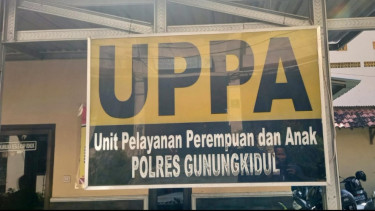 UPPA
Unit Pelayanan Perempuan dan Anak
POLRES GUNUNGKIDUL